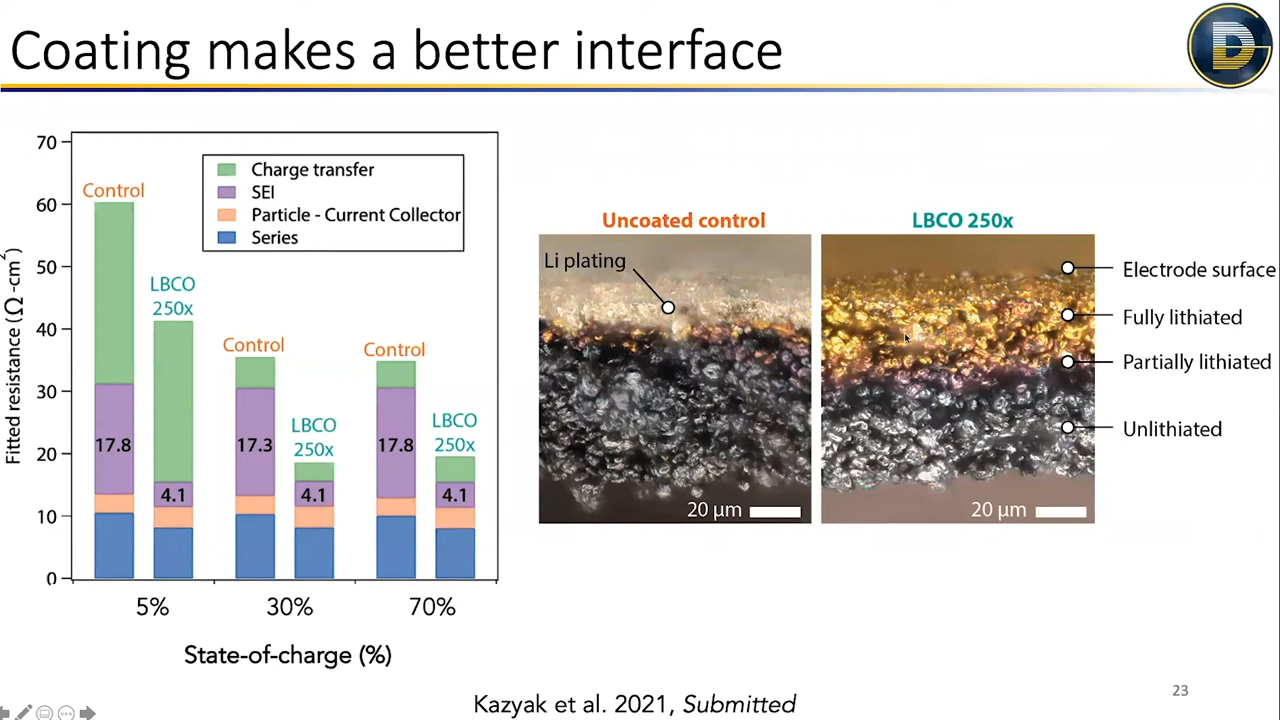 Coating makes a better interface
70
60
50
40
30
20
10
0
Fitted resistance (Ω-cm²)
Charge transfer
SEI
Particle - Current Collector
Series
Control
LBCO
250x
Control
LBCO
250x
Control
LBCO
250x
17.8
4.1
17.3
4.1
17.8
4.1
5%
30%
70%
State-of-charge (%)
Uncoated control
Li plating
20 µm
LBCO 250x
20 µm
Electrode surface
Fully lithiated
Partially lithiated
Unlithiated
Kazyak et al. 2021, Submitted
23